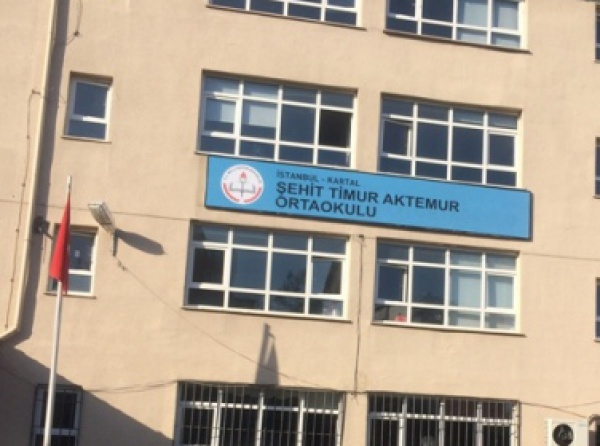 İSTANBUL - KARTAL
ŞEHİT TİMUR AKTEMUR
ORTAOKULU